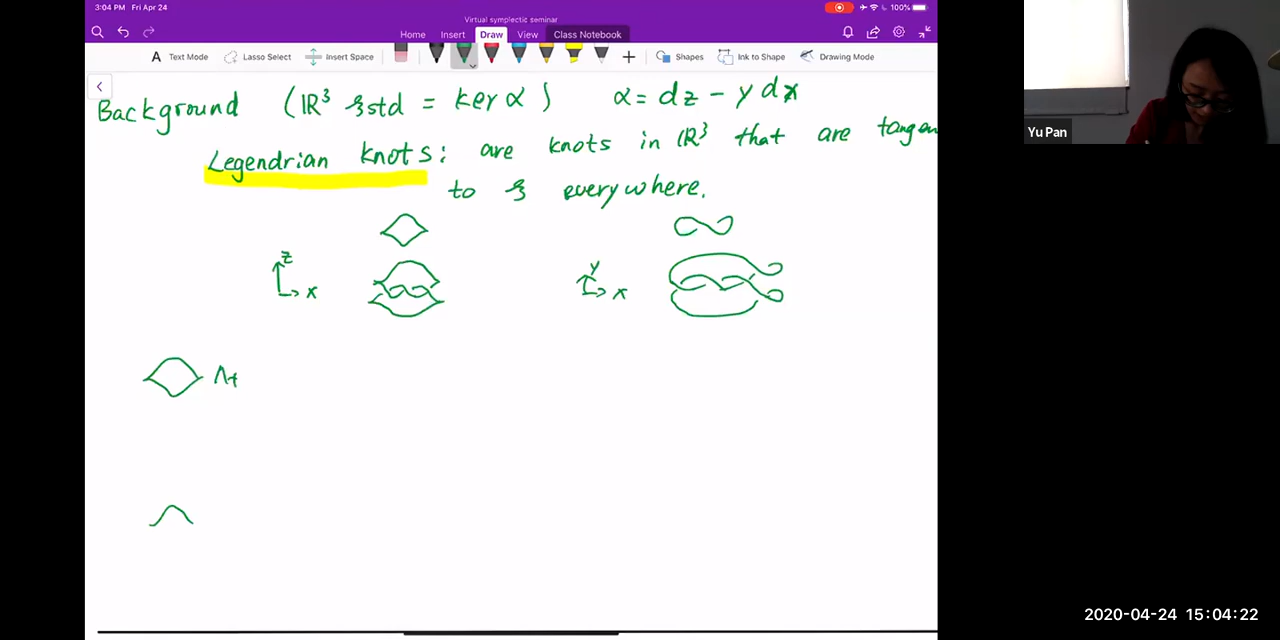 3:04 PM Fri Apr 24
100%
Virtual symplectic seminar
Home Insert Draw View Class Notebook
Text Mode Lasso Select Insert Space Shapes Ink to Shape Drawing Mode
Background (ℝ³ ξstd = ker α) α = dz - y dx
Legendrian knots: are knots in ℝ³ that are tangen
to ξ everywhere.
z
x
y
x
Λ+
Yu Pan
2020-04-24 15:04:22